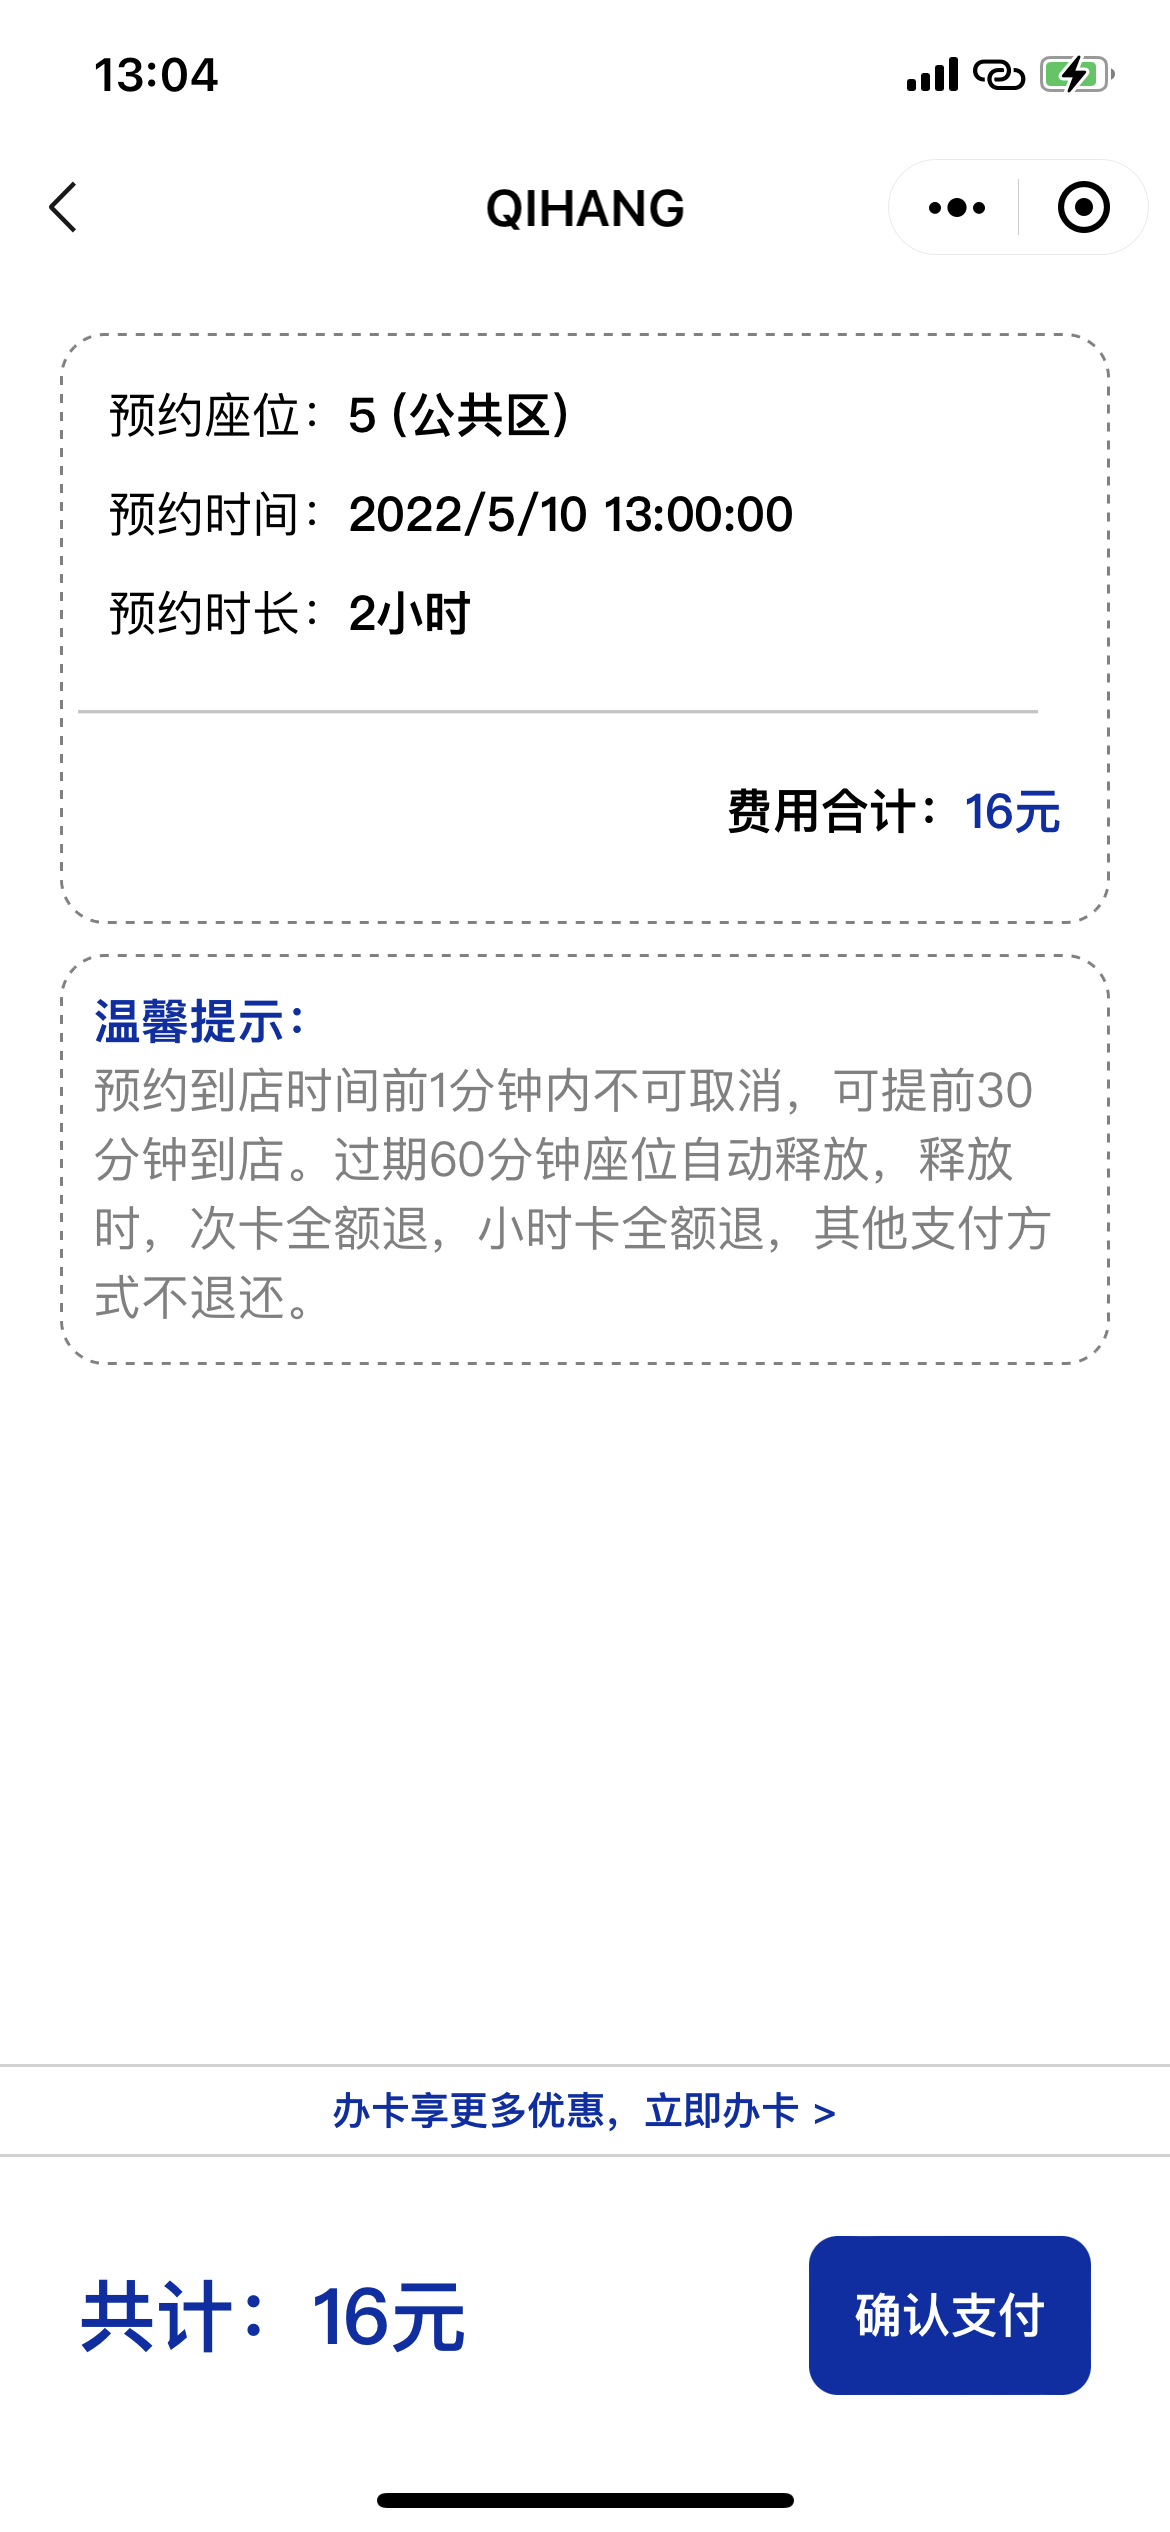 13:04
QIHANG
预约座位：5 (公共区)
预约时间：2022/5/10 13:00:00
预约时长：2小时
费用合计：16元
温馨提示：
预约到店时间前1分钟内不可取消，可提前30
分钟到店。过期60分钟座位自动释放，释放
时，次卡全额退，小时卡全额退，其他支付方
式不退还。
办卡享更多优惠，立即办卡 >
共计：16元
确认支付